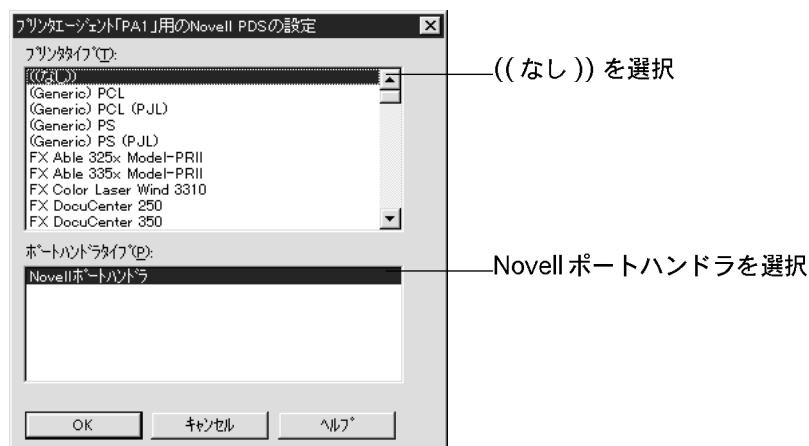 ﾌﾟﾘﾝﾀｴｰｼﾞｪﾝﾄ｢PA1｣用のNovell PDSの設定
ﾌﾟﾘﾝﾀﾀｲﾌﾟ(T):
((なし))
(Generic) PCL
(Generic) PCL (PJL)
(Generic) PS
(Generic) PS (PJL)
FX Able 325x Model-PRII
FX Able 335x Model-PRII
FX Color Laser Wind 3310
FX DocuCenter 250
FX DocuCenter 350
((なし)) を選択
ﾎﾟｰﾄﾊﾝﾄﾞﾗﾀｲﾌﾟ(P):
Novellﾎﾟｰﾄﾊﾝﾄﾞﾗ
Novell ポートハンドラを選択
OK
ｷｬﾝｾﾙ
ﾍﾙﾌﾟ